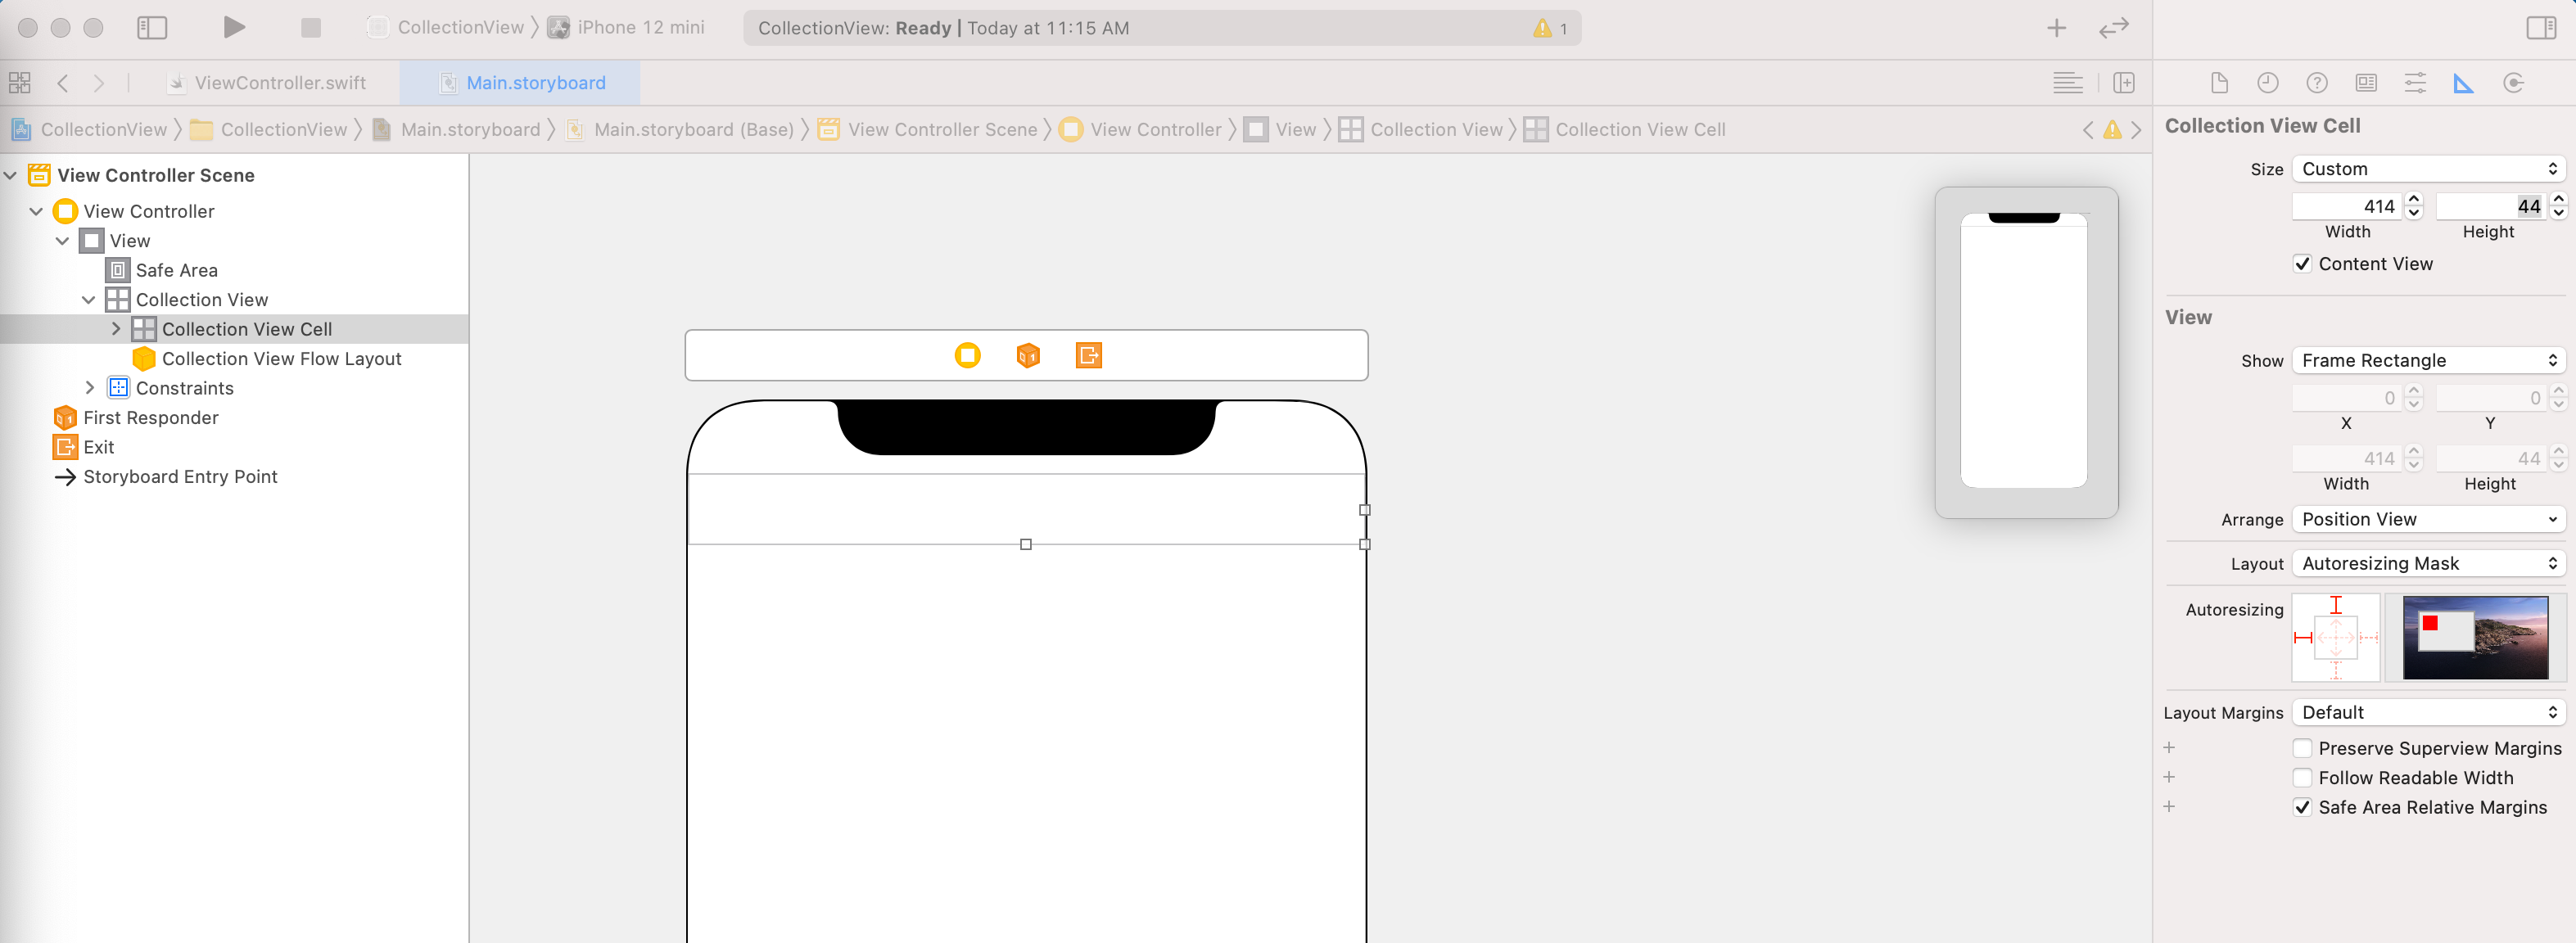 CollectionView 〉 iPhone 12 mini
CollectionView: Ready | Today at 11:15 AM
1
ViewController.swift
Main.storyboard
CollectionView 〉 CollectionView 〉 Main.storyboard 〉 Main.storyboard (Base) 〉 View Controller Scene 〉 View Controller 〉 View 〉 Collection View 〉 Collection View Cell
View Controller Scene
View Controller
View
Safe Area
Collection View
Collection View Cell
Collection View Flow Layout
Constraints
First Responder
Exit
Storyboard Entry Point
Collection View Cell
Size Custom
414 44
Width Height
Content View
View
Show Frame Rectangle
0 0
X Y
414 44
Width Height
Arrange Position View
Layout Autoresizing Mask
Autoresizing
Layout Margins Default
Preserve Superview Margins
Follow Readable Width
Safe Area Relative Margins